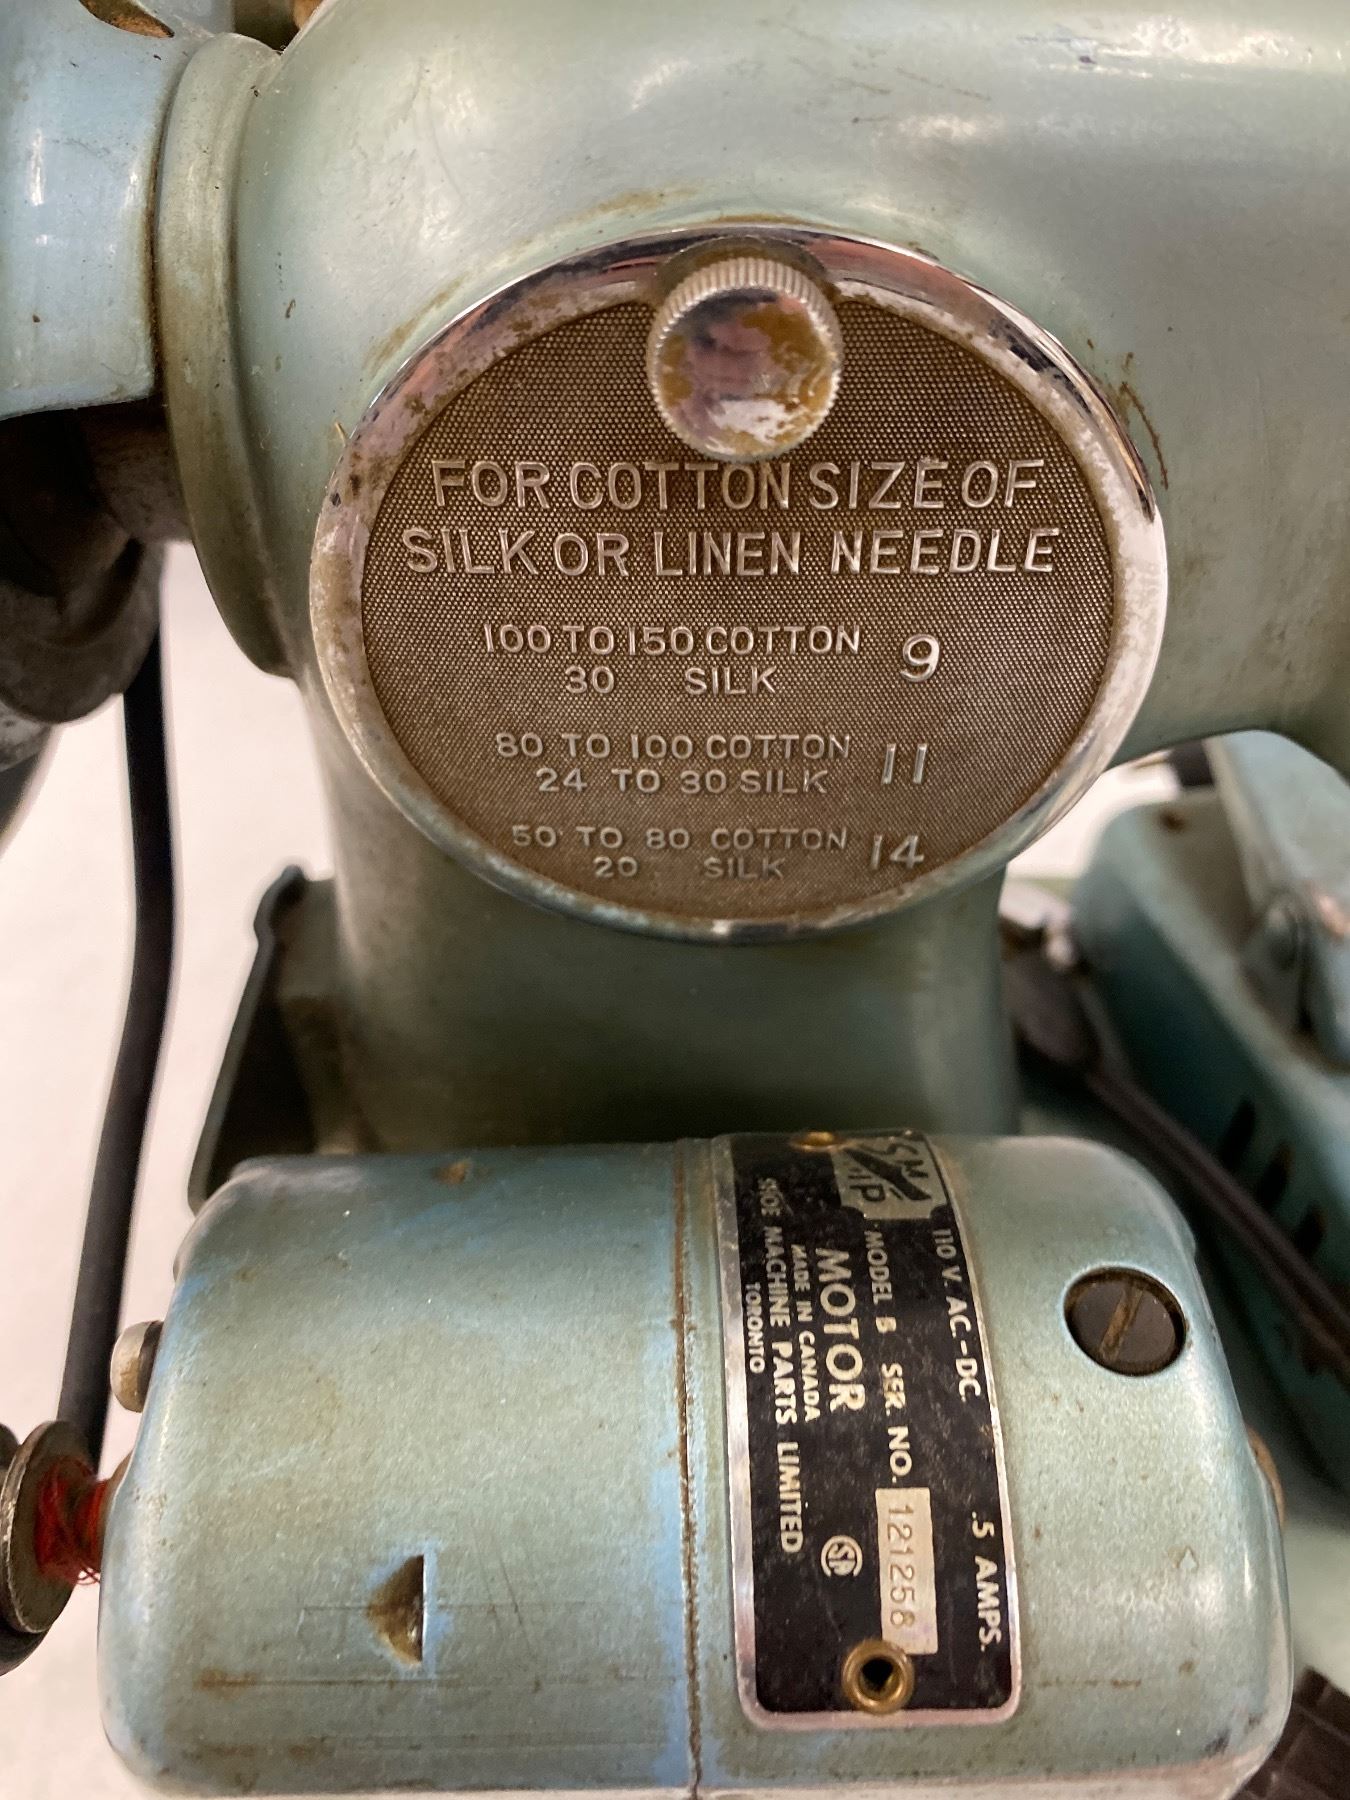 FOR COTTON SIZE OF
SILK OR LINEN NEEDLE
100 TO 150 COTTON 9
30 SILK
80 TO 100 COTTON 11
24 TO 30 SILK
50 TO 80 COTTON 14
20 SILK
SM
P
110 V. AC.-DC. .5 AMPS.
MODEL B SER. NO. 121258
MOTOR
MADE IN CANADA
SHOE MACHINE PARTS LIMITED
TORONTO